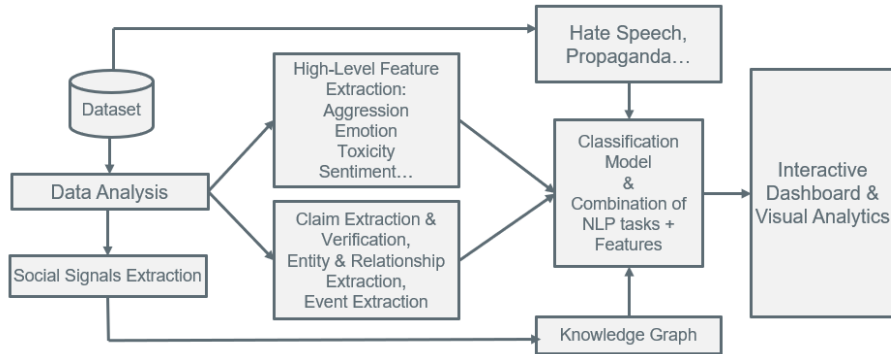 Dataset
Data Analysis
Social Signals Extraction
High-Level Feature
Extraction:
Aggression
Emotion
Toxicity
Sentiment...
Claim Extraction &
Verification,
Entity & Relationship
Extraction,
Event Extraction
Hate Speech,
Propaganda...
Classification
Model
&
Combination of
NLP tasks +
Features
Knowledge Graph
Interactive
Dashboard &
Visual Analytics